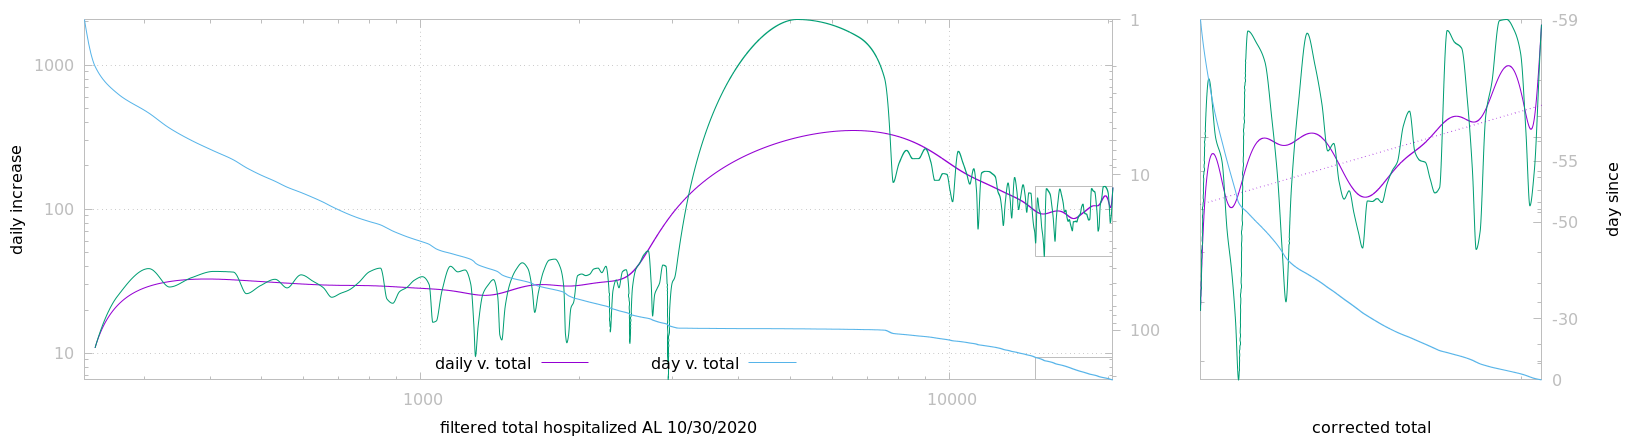 1000
100
10
daily increase
1
10
100
daily v. total
day v. total
1000
10000
filtered total hospitalized AL 10/30/2020
-59
-55
-50
-30
0
day since
corrected total